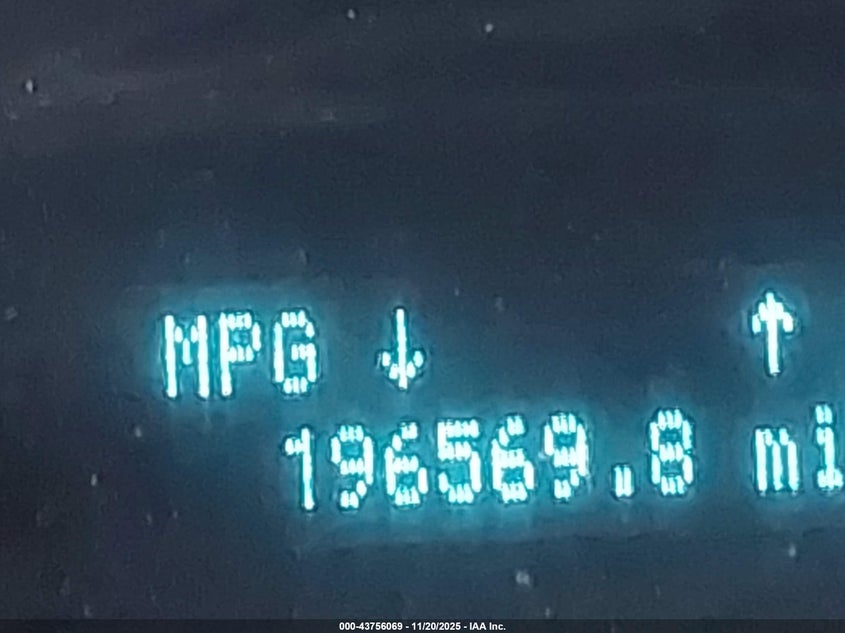 MPG ↓ ↑
196569.8 mi
000-43756069 - 11/20/2025 - IAA Inc.